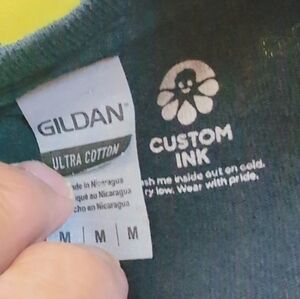 GILDAN
ULTRA COTTON
de in Nicaragua
qué au Nicaragua
cho en Nicaragua
M M M
CUSTOM
INK
sh me inside out on cold.
ry low. Wear with pride.